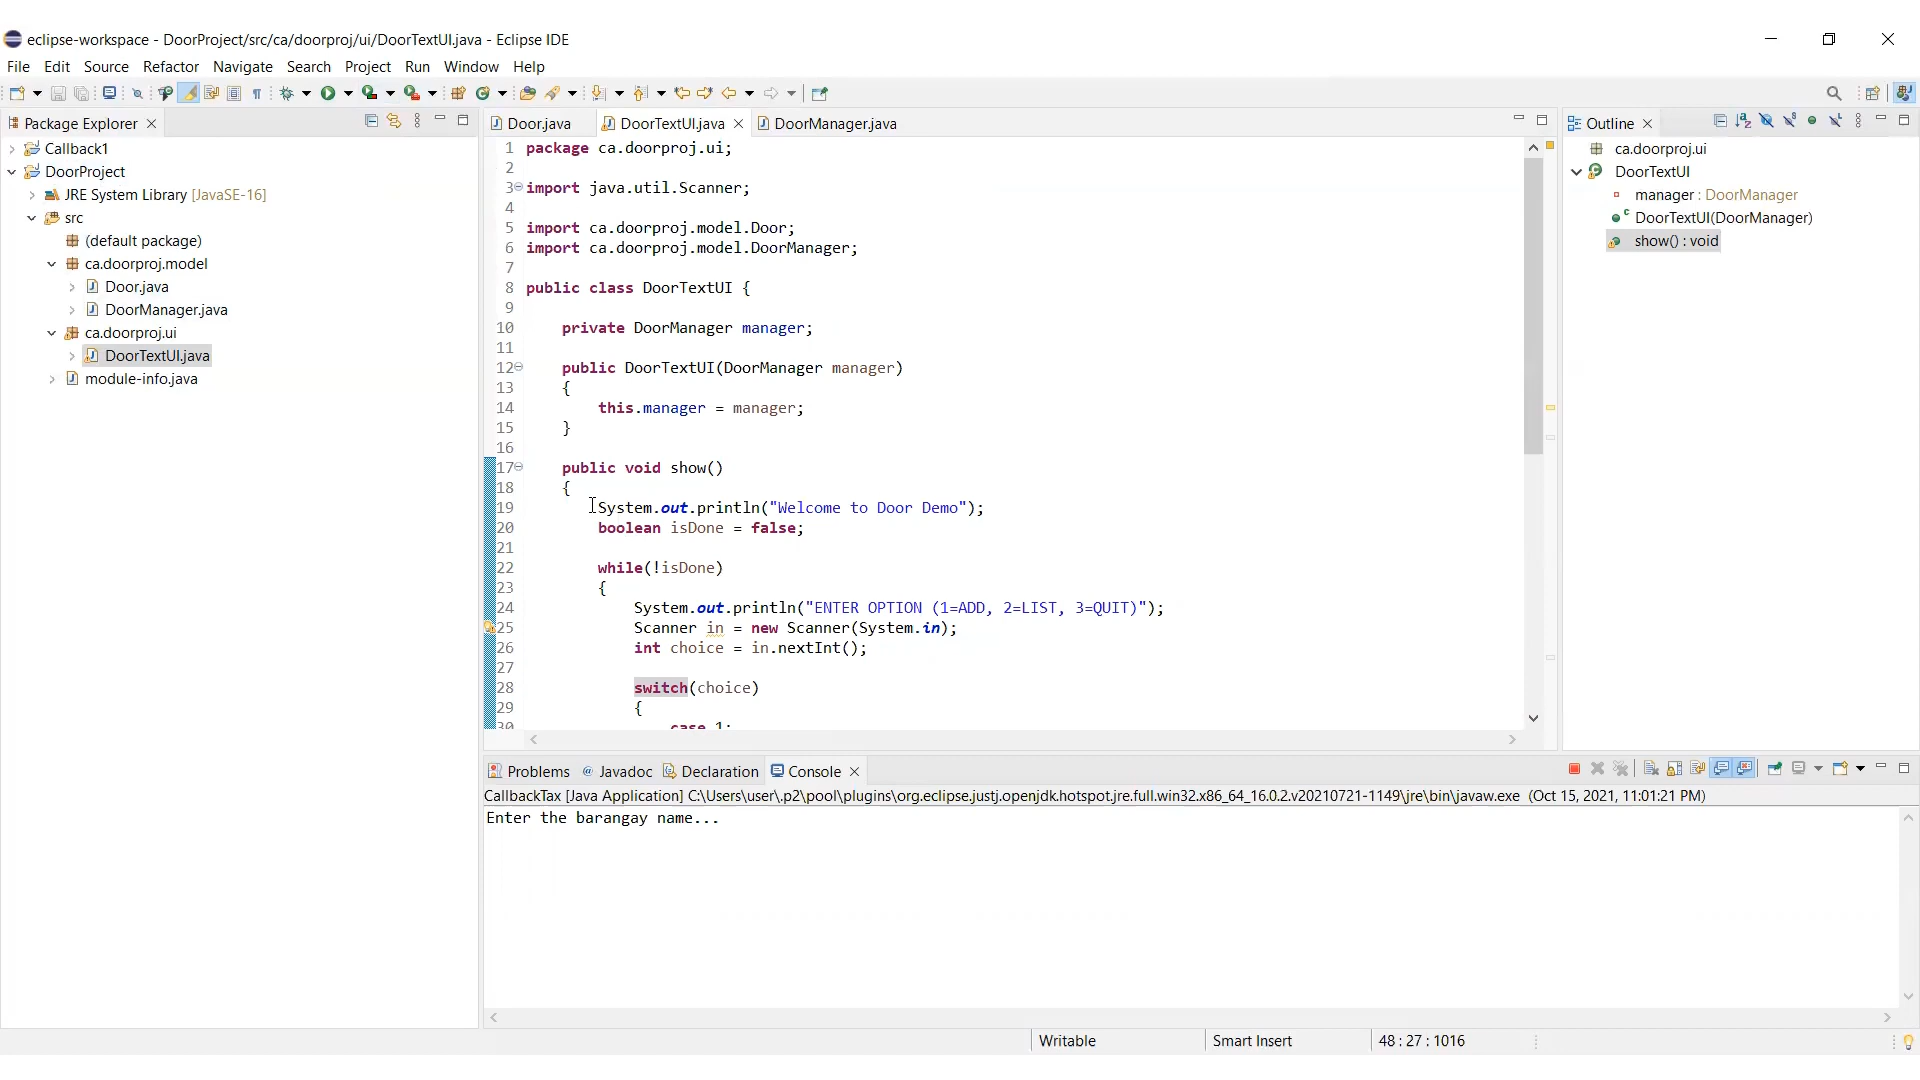 eclipse-workspace - DoorProject/src/ca/doorproj/ui/DoorTextUI.java - Eclipse IDE
File Edit Source Refactor Navigate Search Project Run Window Help
Package Explorer
Callback1
DoorProject
JRE System Library [JavaSE-16]
src
(default package)
ca.doorproj.model
Door.java
DoorManager.java
ca.doorproj.ui
DoorTextUI.java
module-info.java
Door.java DoorTextUI.java DoorManager.java
1 package ca.doorproj.ui;
2
3 import java.util.Scanner;
4
5 import ca.doorproj.model.Door;
6 import ca.doorproj.model.DoorManager;
7
8 public class DoorTextUI {
9
10 private DoorManager manager;
11
12 public DoorTextUI(DoorManager manager)
13 {
14 this.manager = manager;
15 }
16
17 public void show()
18 {
19 System.out.println("Welcome to Door Demo");
20 boolean isDone = false;
21
22 while(!isDone)
23 {
24 System.out.println("ENTER OPTION (1=ADD, 2=LIST, 3=QUIT)");
25 Scanner in = new Scanner(System.in);
26 int choice = in.nextInt();
27
28 switch(choice)
29 {
30 case 1:
Outline
ca.doorproj.ui
DoorTextUI
manager : DoorManager
DoorTextUI(DoorManager)
show() : void
Problems Javadoc Declaration Console
CallbackTax [Java Application] C:\Users\user\.p2\pool\plugins\org.eclipse.justj.openjdk.hotspot.jre.full.win32.x86_64_16.0.2.v20210721-1149\jre\bin\javaw.exe (Oct 15, 2021, 11:01:21 PM)
Enter the barangay name...
Writable Smart Insert 48 : 27 : 1016